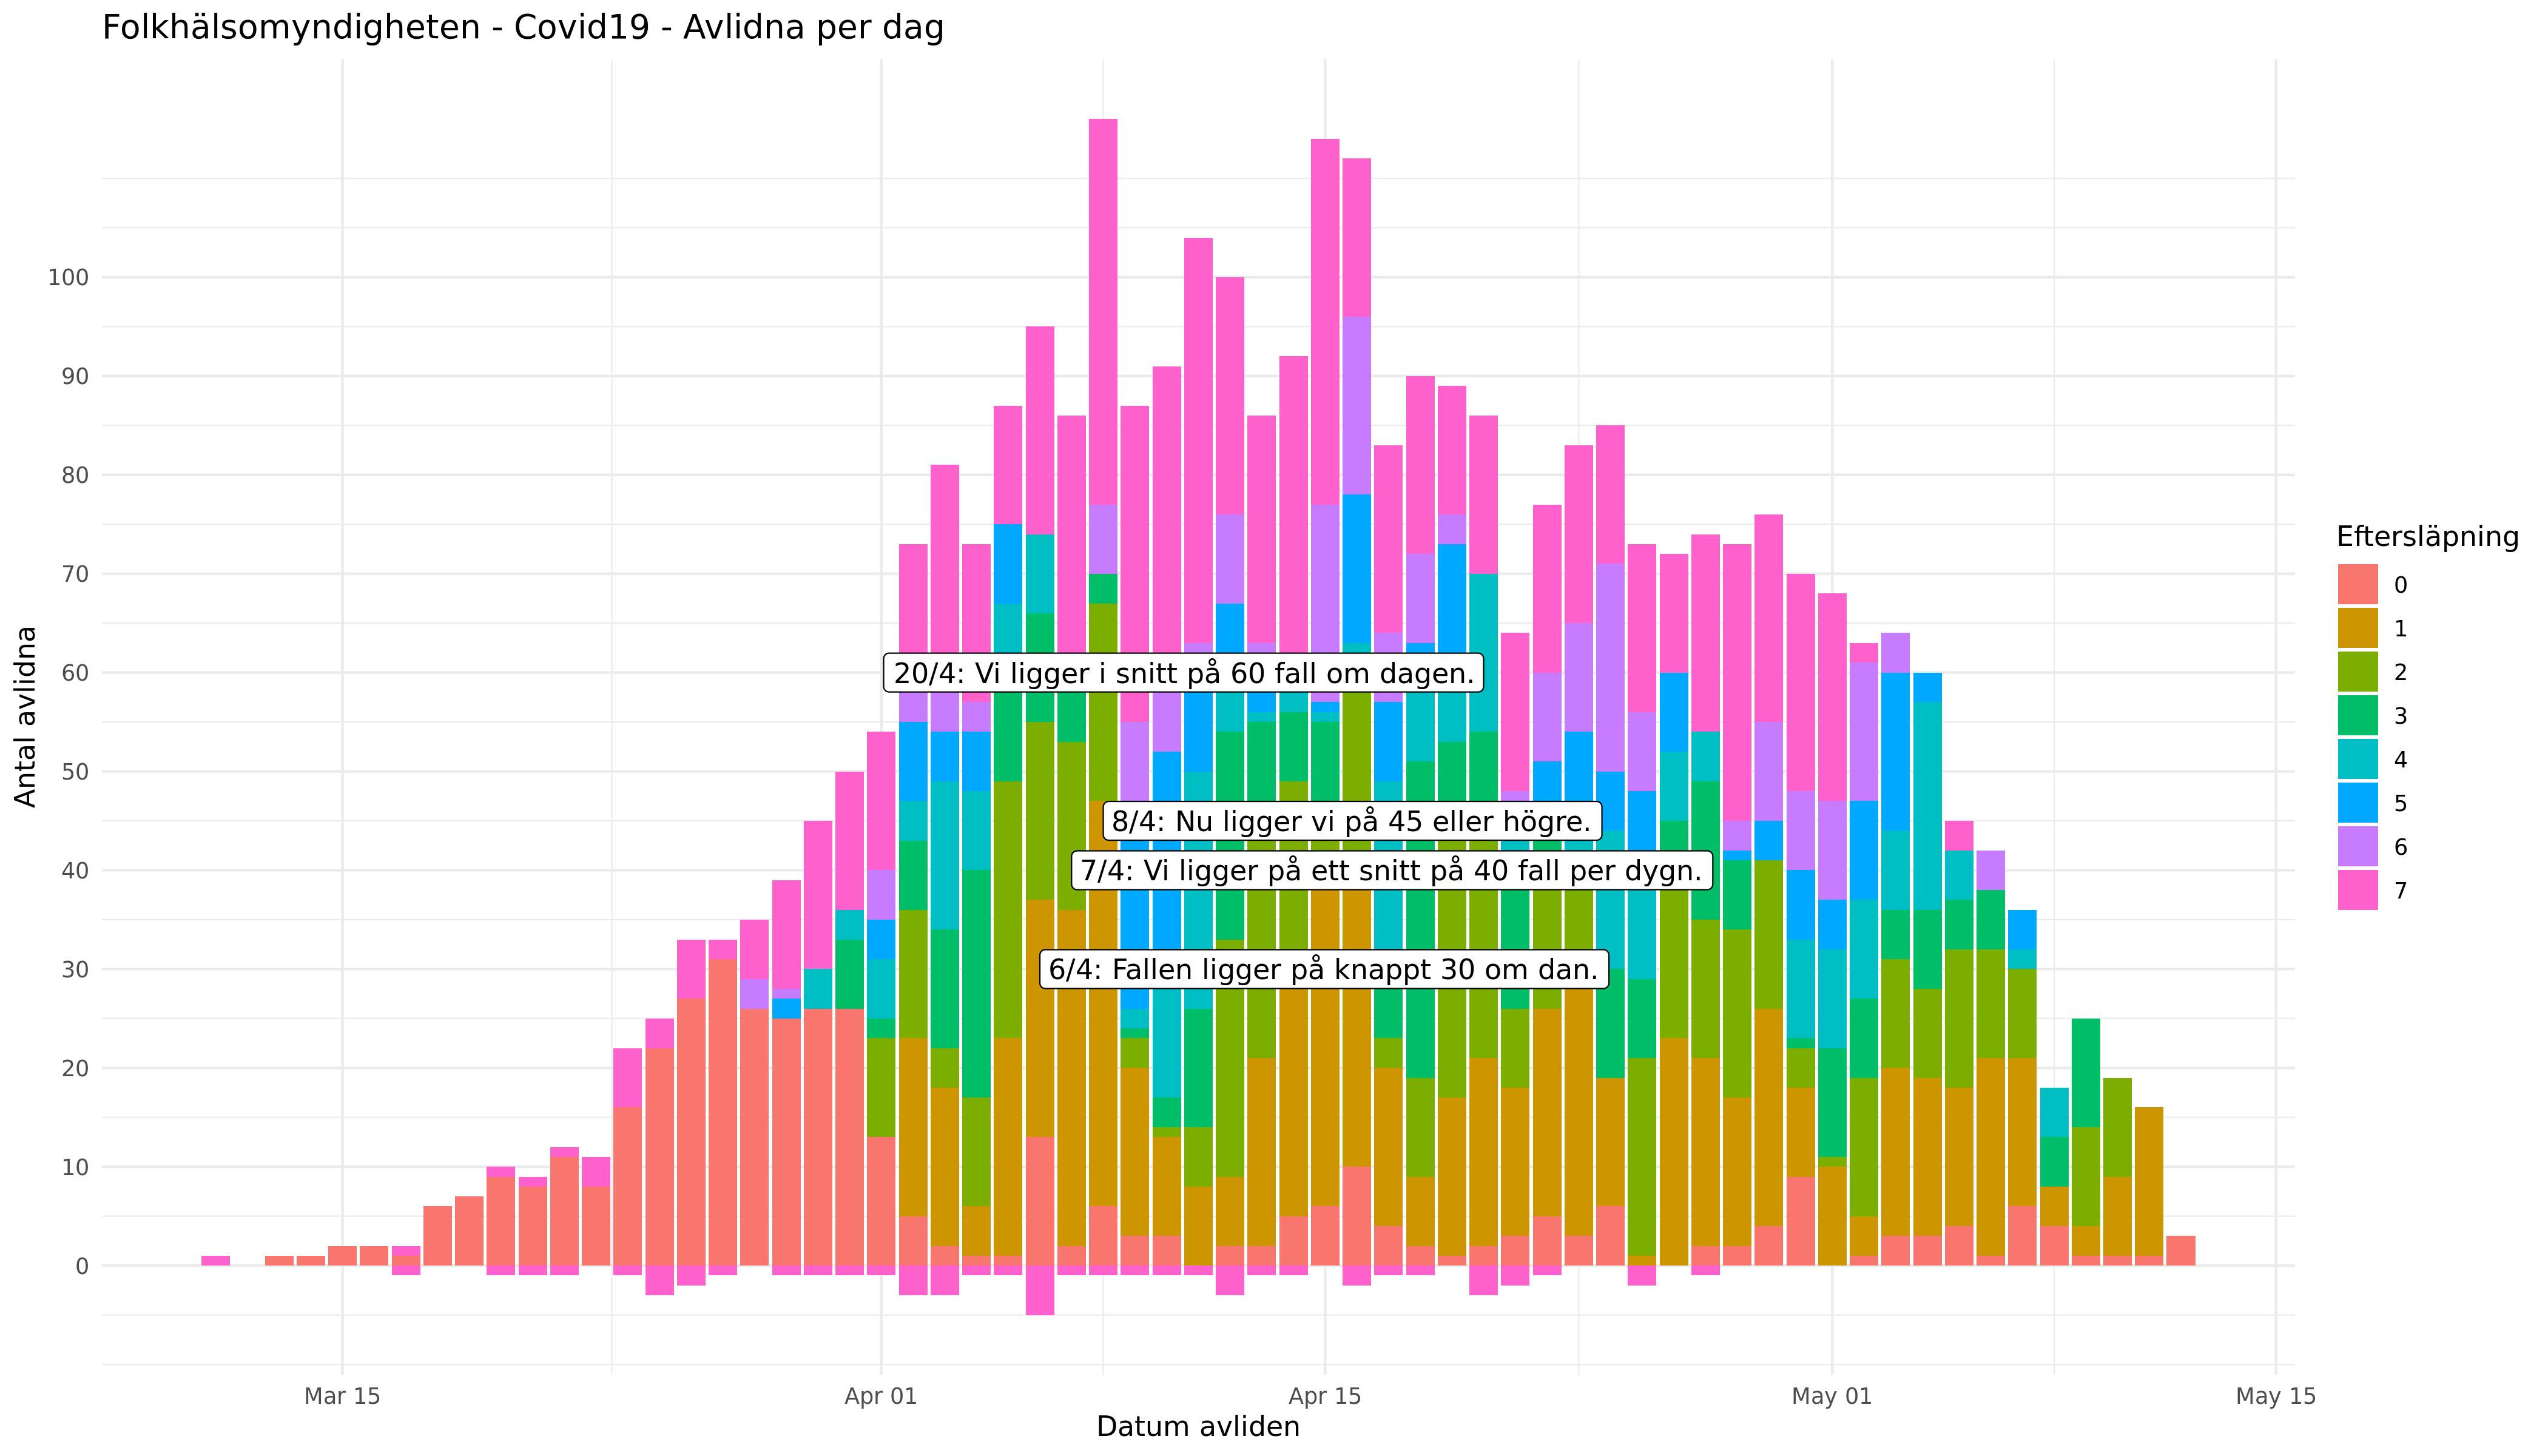 Folkhälsomyndigheten - Covid19 - Avlidna per dag
Antal avlidna
100
90
80
70
60
50
40
30
20
10
0
20/4: Vi ligger i snitt på 60 fall om dagen.
8/4: Nu ligger vi på 45 eller högre.
7/4: Vi ligger på ett snitt på 40 fall per dygn.
6/4: Fallen ligger på knappt 30 om dan.
Mar 15
Apr 01
Apr 15
May 01
May 15
Datum avliden
Eftersläpning
0
1
2
3
4
5
6
7